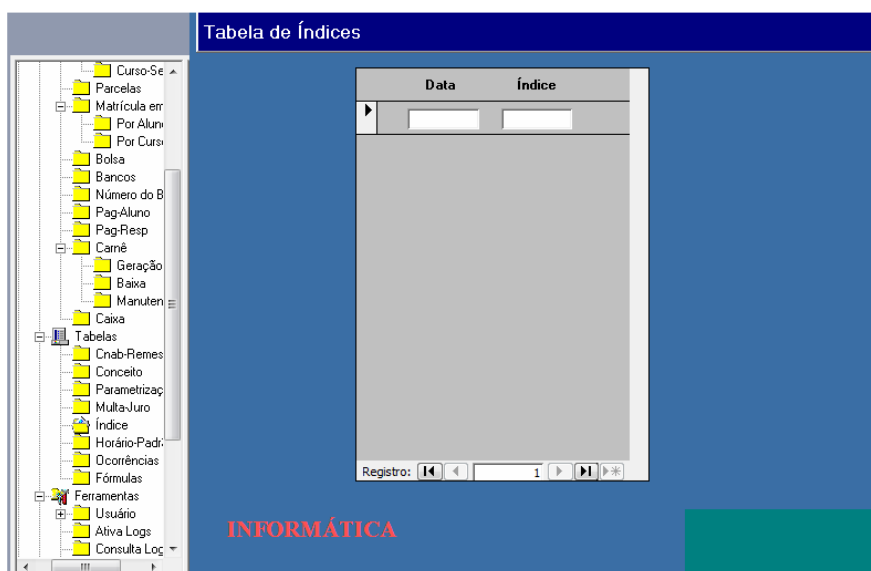 Tabela de Índices
Curso-Se
Parcelas
Matrícula em
Por Alun
Por Curs
Bolsa
Bancos
Número do B
Pag-Aluno
Pag-Resp
Carnê
Geração
Baixa
Manuten
Caixa
Tabelas
Cnab-Remes
Conceito
Parametrizaç
Multa-Juro
Índice
Horário-Padr
Ocorrências
Fórmulas
Ferramentas
Usuário
Ativa Logs
Consulta Log
Data Índice
Registro: 1
INFORMÁTICA